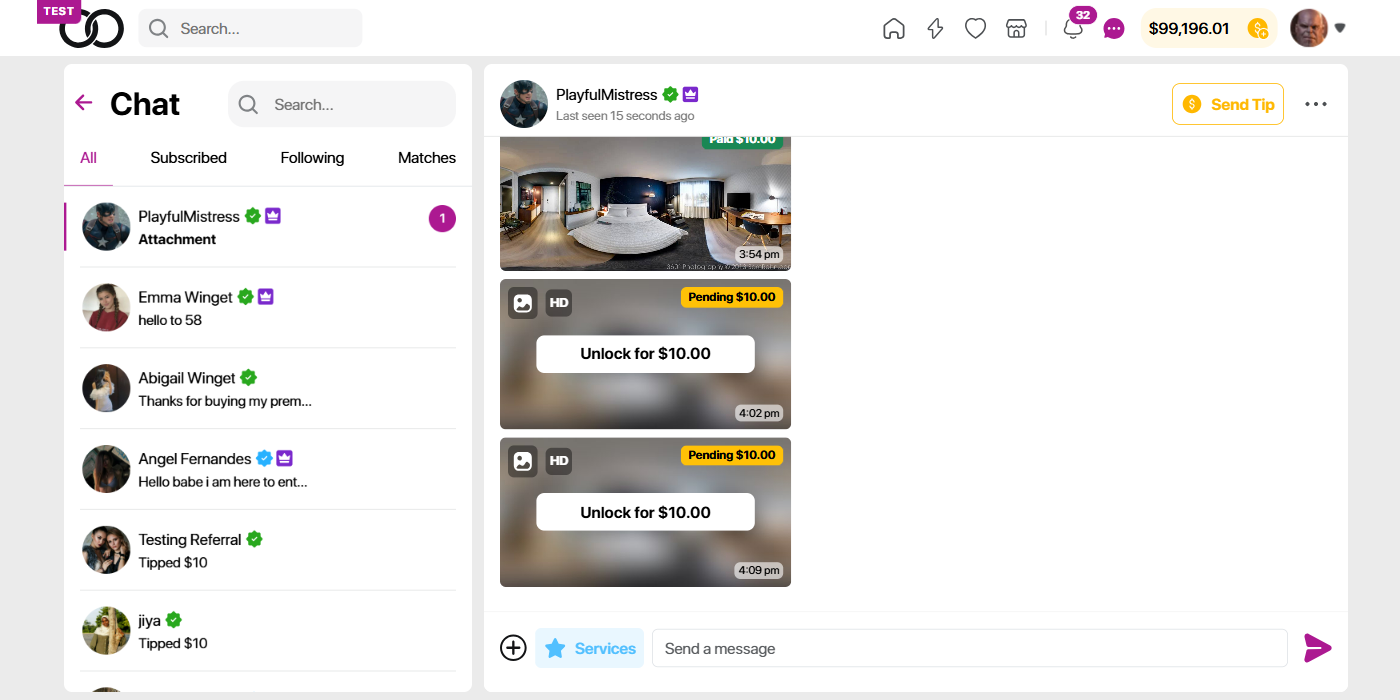 TEST
Search...
32
$99,196.01
Chat
Search...
All
Subscribed
Following
Matches
PlayfulMistress
Attachment
1
Emma Winget
hello to 58
Abigail Winget
Thanks for buying my prem...
Angel Fernandes
Hello babe i am here to ent...
Testing Referral
Tipped $10
jiya
Tipped $10
PlayfulMistress
Last seen 15 seconds ago
Send Tip
Paid $10.00
3:54 pm
HD
Pending $10.00
Unlock for $10.00
4:02 pm
HD
Pending $10.00
Unlock for $10.00
4:09 pm
Services
Send a message